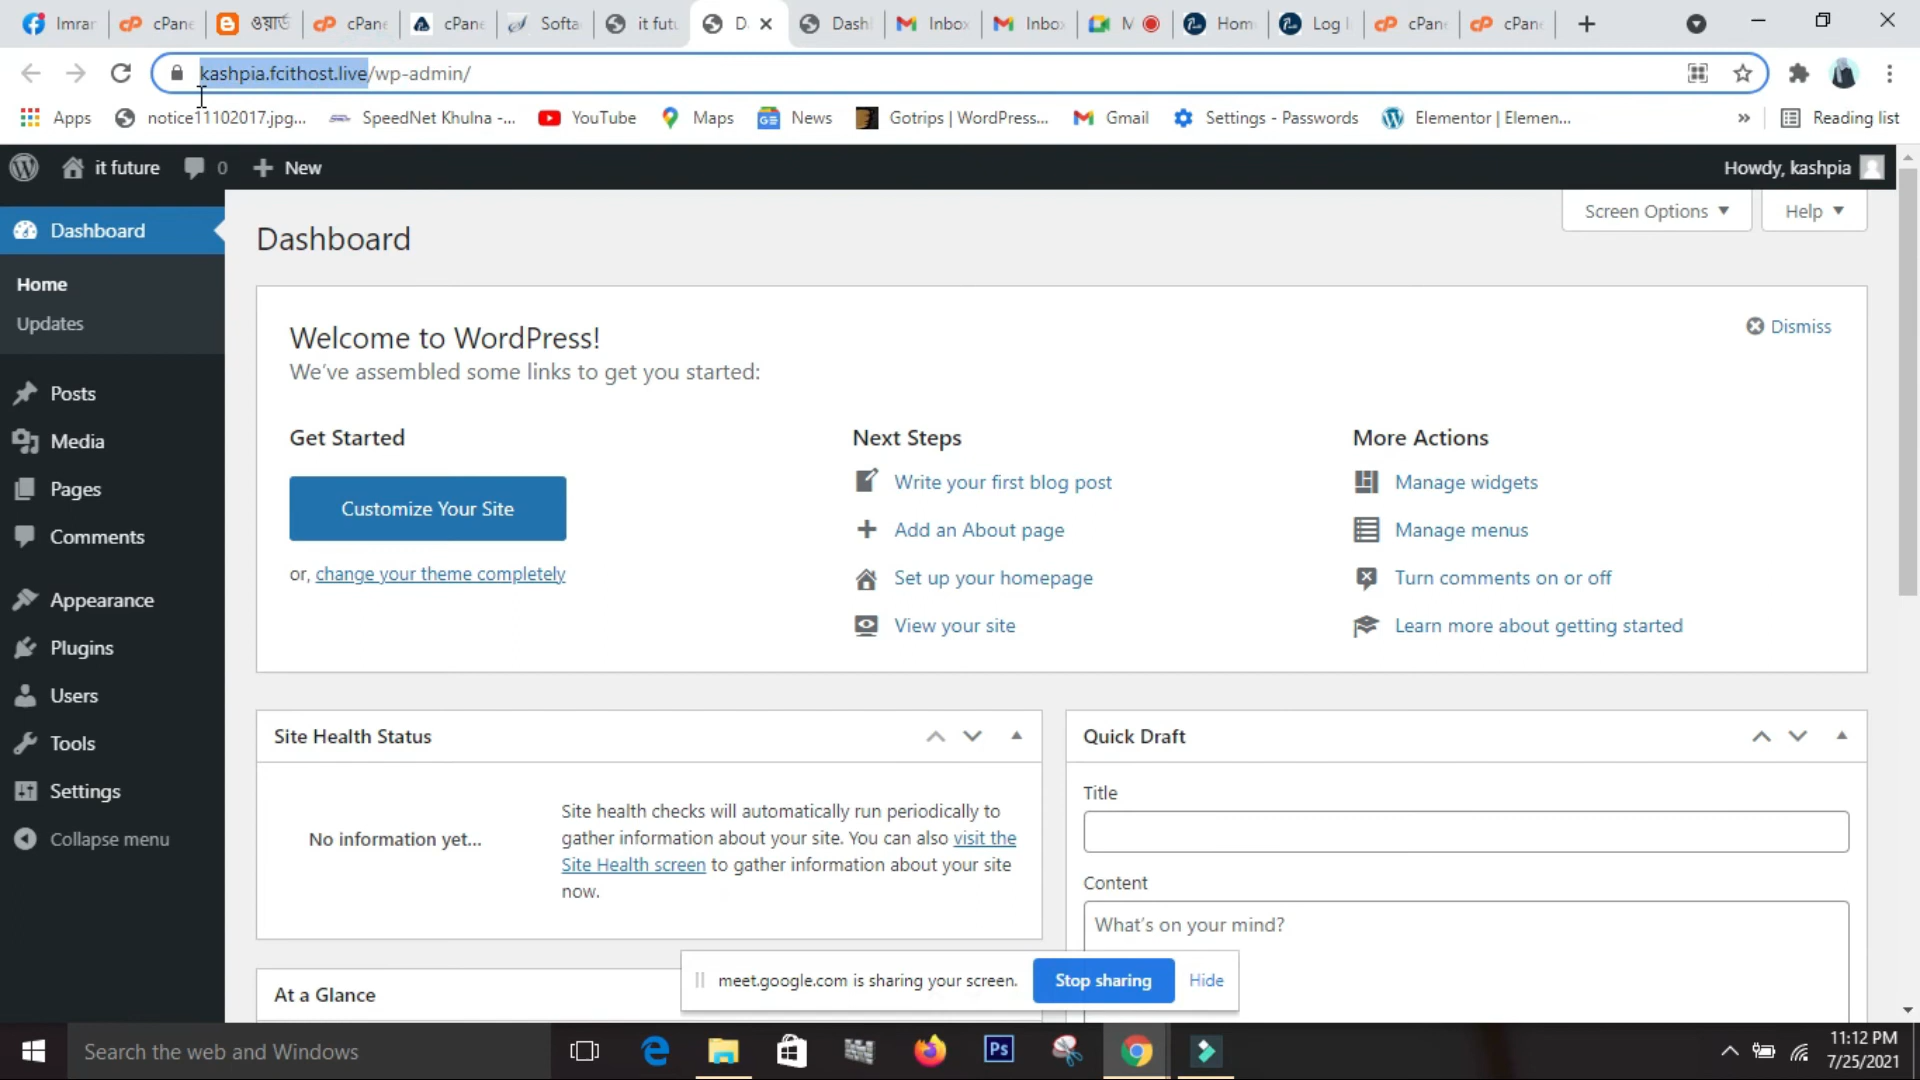 Imran
cPane
ওয়ার্ড
cPane
cPane
Softa
it futu
D
Dash
Inbox
Inbox
M
Hom
Log I
cPane
cPane
kashpia.fcithost.live/wp-admin/
Apps
notice11102017.jpg...
SpeedNet Khulna -...
YouTube
Maps
News
Gotrips | WordPress...
Gmail
Settings - Passwords
Elementor | Elemen...
»
Reading list
it future
0
New
Howdy, kashpia
Dashboard
Home
Updates
Posts
Media
Pages
Comments
Appearance
Plugins
Users
Tools
Settings
Collapse menu
Screen Options
Help
Dashboard
Welcome to WordPress!
We've assembled some links to get you started:
Dismiss
Get Started
Customize Your Site
or, change your theme completely
Next Steps
Write your first blog post
Add an About page
Set up your homepage
View your site
More Actions
Manage widgets
Manage menus
Turn comments on or off
Learn more about getting started
Site Health Status
No information yet...
Site health checks will automatically run periodically to
gather information about your site. You can also visit the
Site Health screen to gather information about your site
now.
Quick Draft
Title
Content
What's on your mind?
At a Glance
meet.google.com is sharing your screen.
Stop sharing
Hide
Search the web and Windows
Ps
11:12 PM
7/25/2021